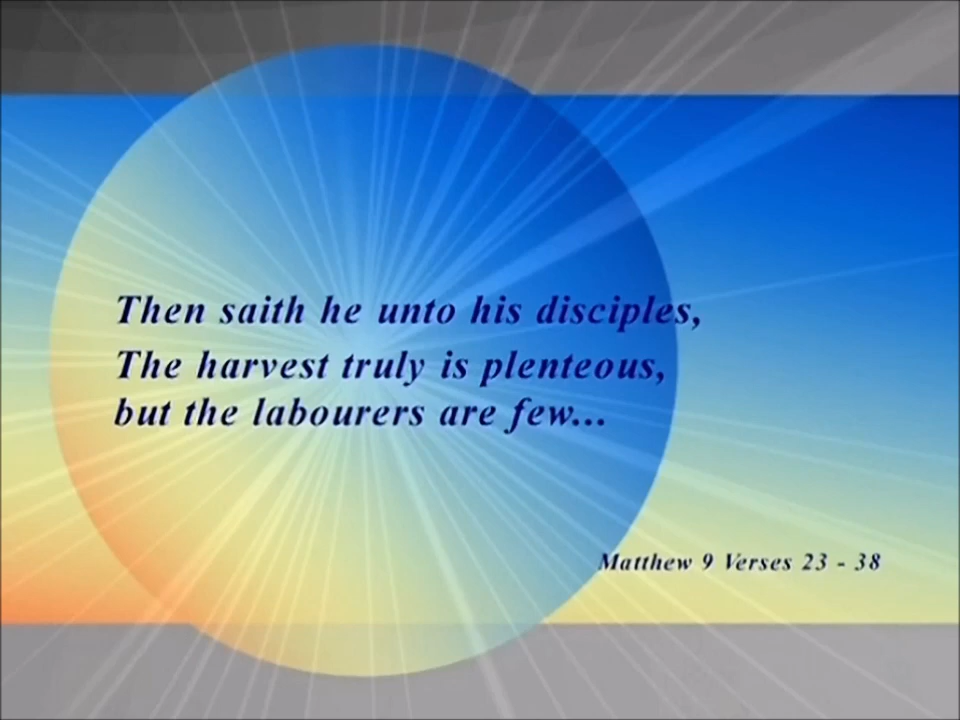 Then saith he unto his disciples,
The harvest truly is plenteous,
but the labourers are few...
Matthew 9 Verses 23 - 38